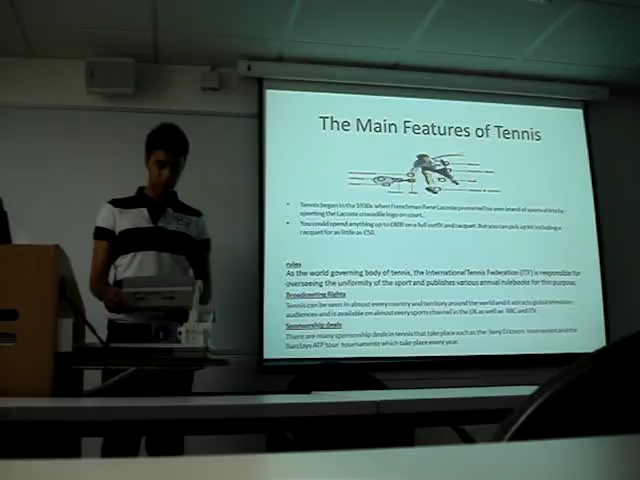 The Main Features of Tennis
• Tennis began in the 1930s when Frenchman Rene Lacoste promoted his own brand of sports shirts by
sporting the Lacoste crocodile logo on court.
• You could spend anything up to £800 on a full outfit and racquet. But you can pick up kit including a
racquet for as little as £50.
rules
As the world governing body of tennis, the International Tennis Federation (ITF) is responsible for
overseeing the uniformity of the sport and publishes various annual rulebooks for this purpose.
Broadcasting Rights
Tennis can be seen in almost every country and territory around the world and it attracts global television
audiences and it available on almost every sports channel in the UK as well as BBC and ITV.
Sponsorship deals
There are many sponsorship deals in tennis that take place such as the Sony Ericsson tournament and the
Barclays ATP tour tournaments which take place every year.